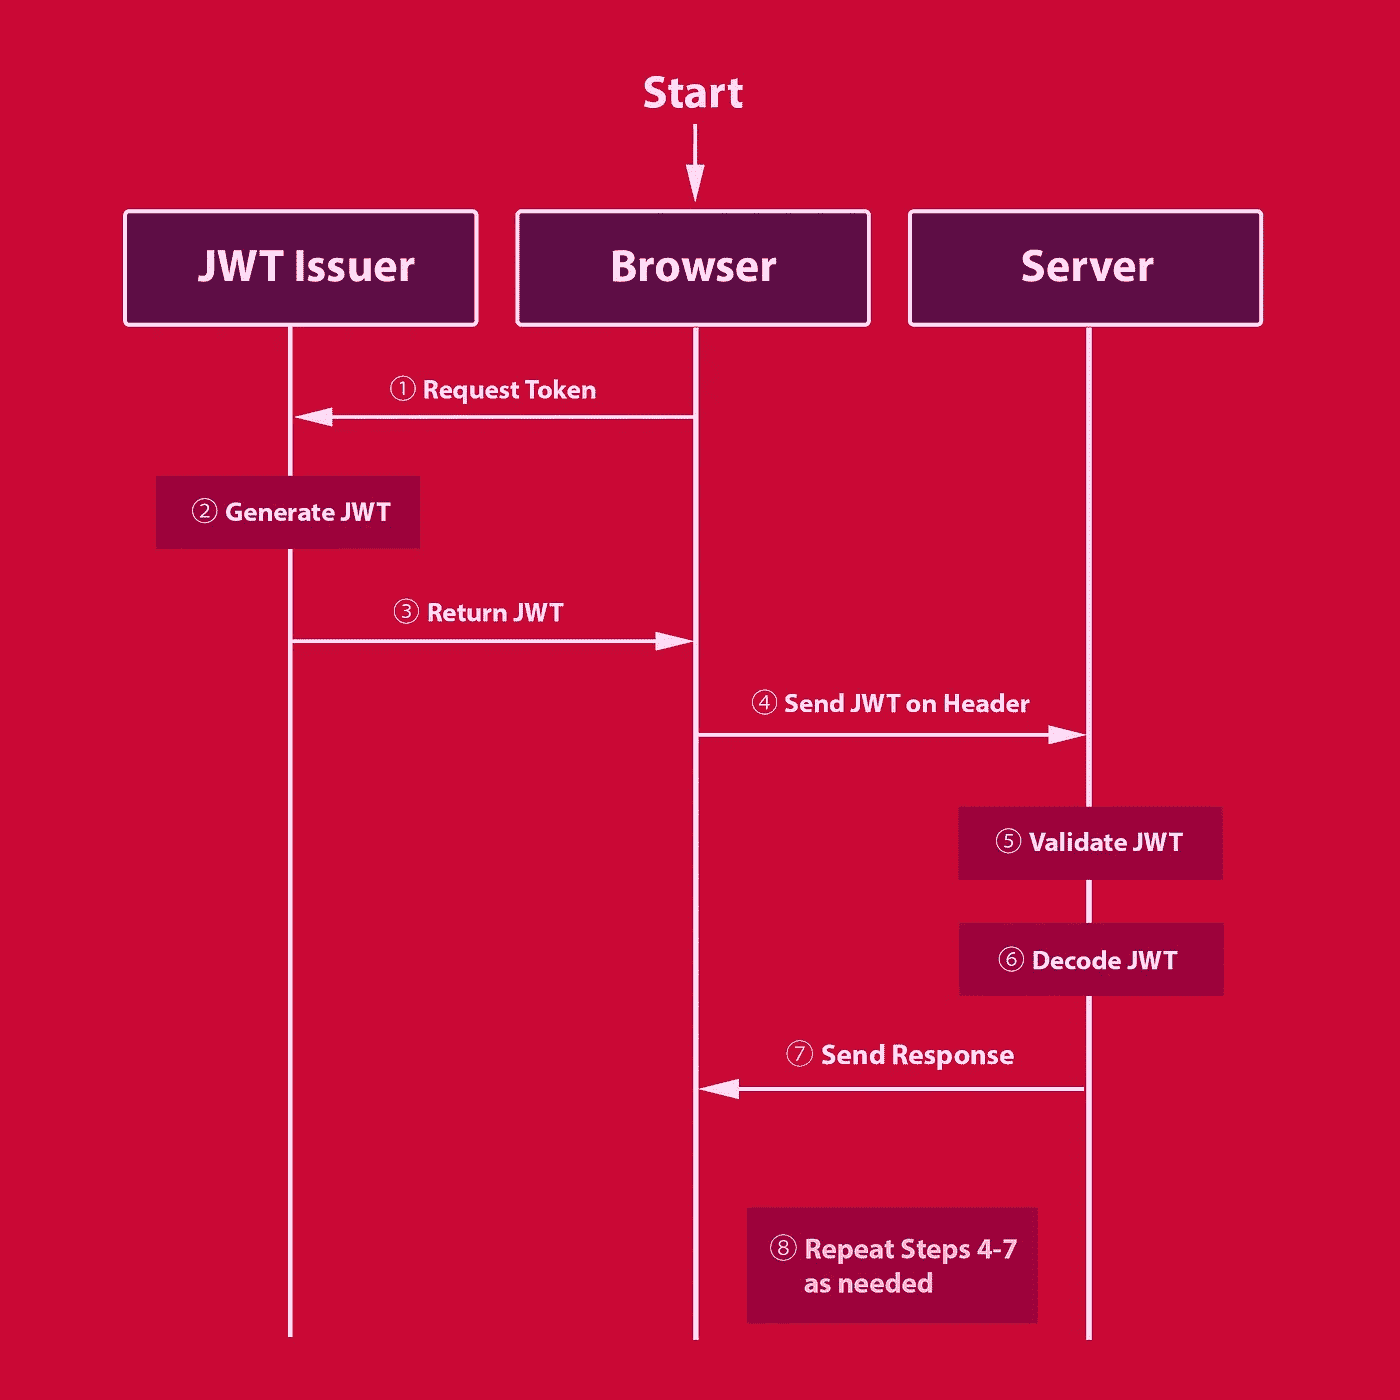 Start
JWT Issuer
Browser
Server
① Request Token
② Generate JWT
③ Return JWT
④ Send JWT on Header
⑤ Validate JWT
⑥ Decode JWT
⑦ Send Response
⑧ Repeat Steps 4-7
as needed